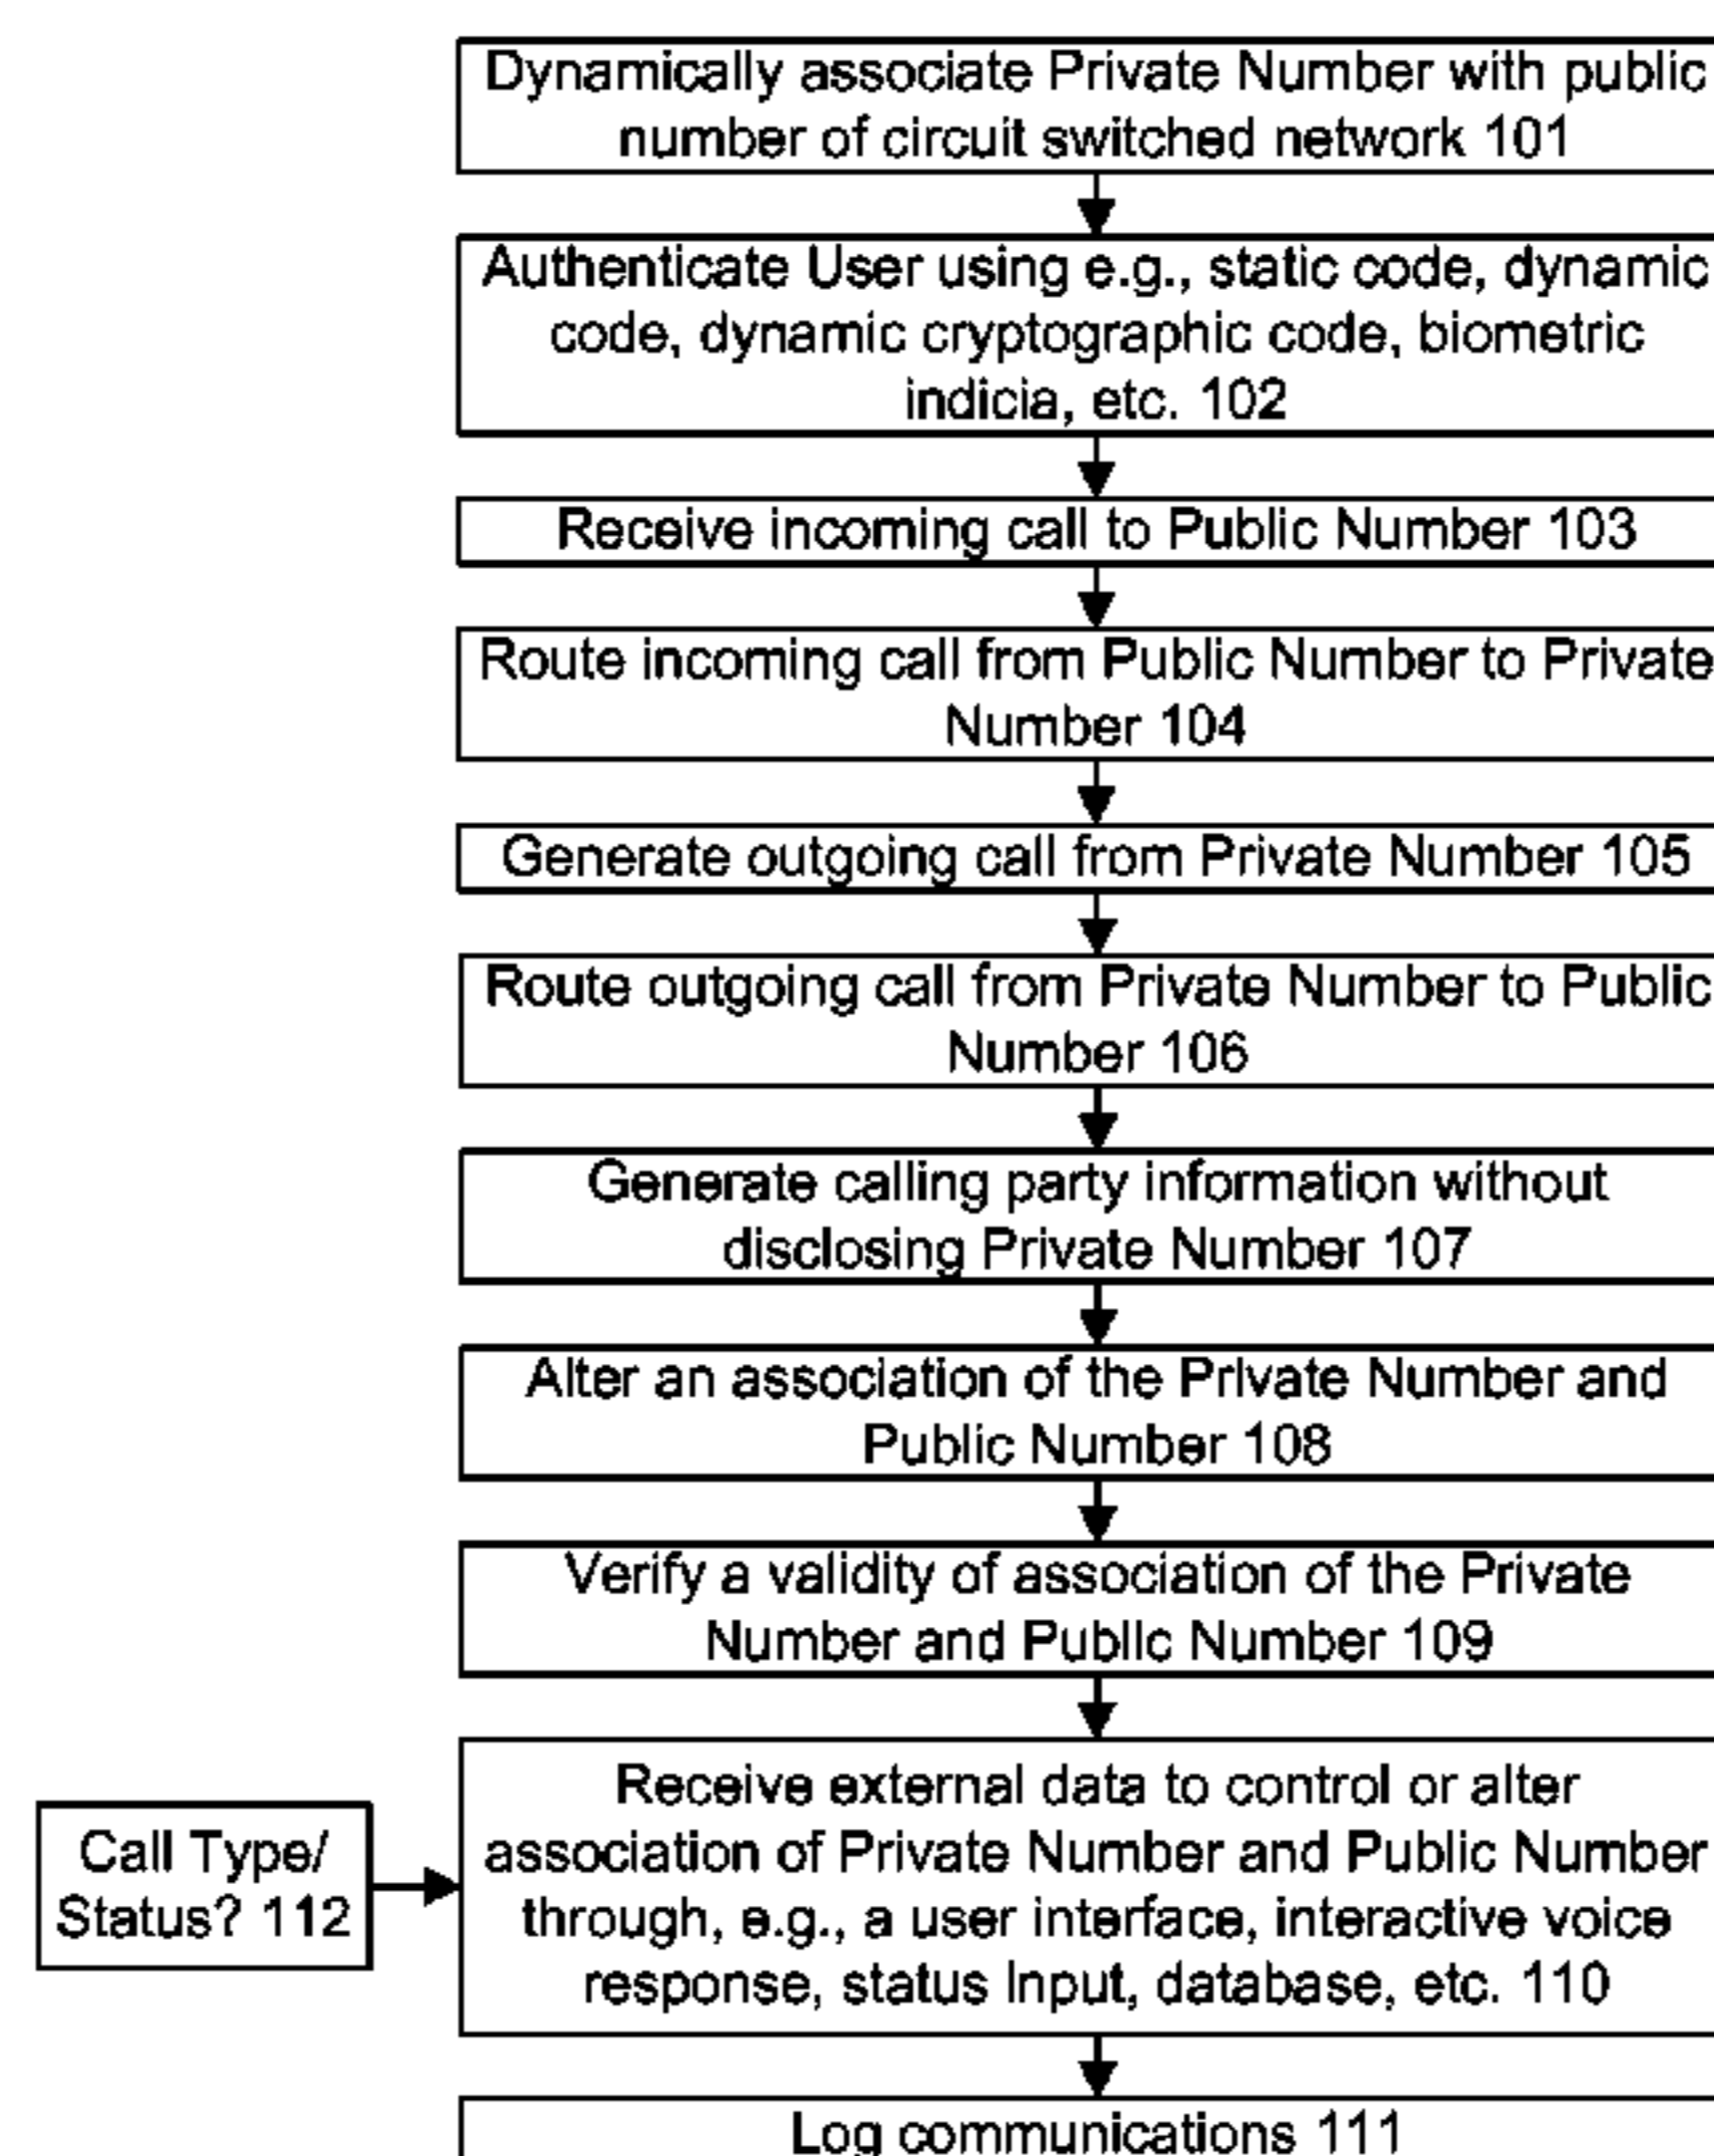 Dynamically associate Private Number with public
number of circuit switched network 101
Authenticate User using e.g., static code, dynamic
code, dynamic cryptographic code, biometric
indicia, etc. 102
Receive incoming call to Public Number 103
Route incoming call from Public Number to Private
Number 104
Generate outgoing call from Private Number 105
Route outgoing call from Private Number to Public
Number 106
Generate calling party information without
disclosing Private Number 107
Alter an association of the Private Number and
Public Number 108
Verify a validity of association of the Private
Number and Public Number 109
Call Type/
Status? 112
Receive external data to control or alter
association of Private Number and Public Number
through, e.g., a user interface, interactive voice
response, status Input, database, etc. 110
Log communications 111